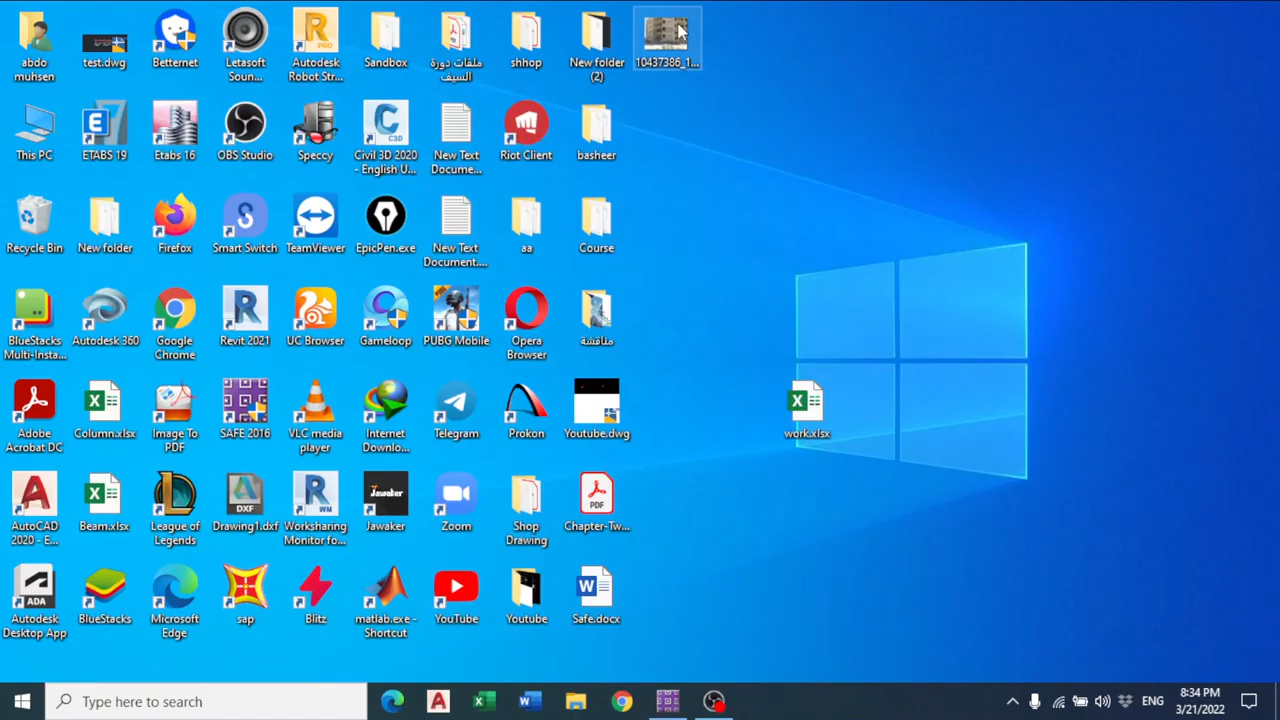 abdo
muhsen
test.dwg
Betternet
Letasoft
Soun...
Autodesk
Robot Str...
Sandbox
ملفات دورة
السيف
shhop
New folder
(2)
10437386_1...
This PC
ETABS 19
Etabs 16
OBS Studio
Speccy
Civil 3D 2020
- English U...
New Text
Docume...
Riot Client
basheer
Recycle Bin
New folder
Firefox
Smart Switch
TeamViewer
EpicPen.exe
New Text
Document....
aa
Course
BlueStacks
Multi-Insta...
Autodesk 360
Google
Chrome
Revit 2021
UC Browser
Gameloop
PUBG Mobile
Opera
Browser
مناقشة
Adobe
Acrobat DC
Column.xlsx
Image To
PDF
SAFE 2016
VLC media
player
Internet
Downlo...
Telegram
Prokon
Youtube.dwg
work.xlsx
AutoCAD
2020 - E...
Beam.xlsx
League of
Legends
DXF
Drawing1.dxf
Worksharing
Monitor fo...
Jawaker
Jawaker
Zoom
Shop
Drawing
PDF
Chapter-Tw...
ADA
Autodesk
Desktop App
BlueStacks
Microsoft
Edge
sap
Blitz
matlab.exe -
Shortcut
YouTube
Youtube
Safe.docx
Type here to search
ENG
8:34 PM
3/21/2022